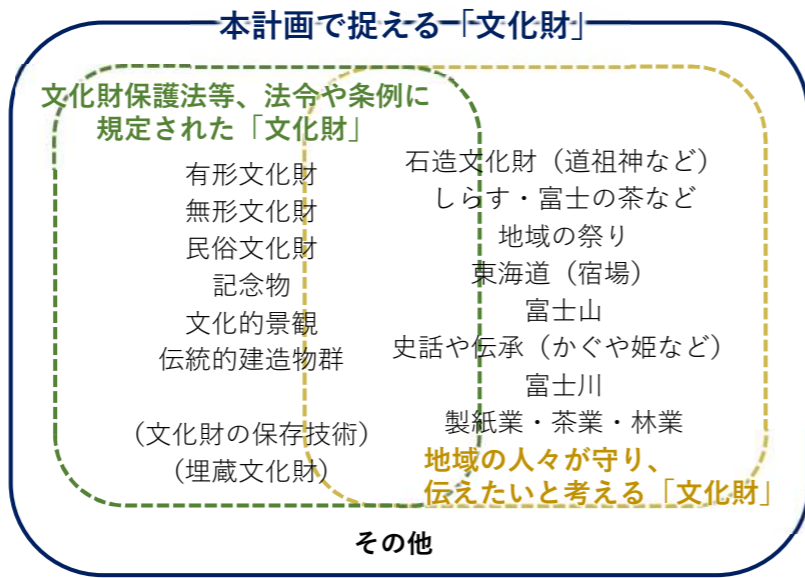 本計画で捉える「文化財」
文化財保護法等、法令や条例に
規定された「文化財」
有形文化財
無形文化財
民俗文化財
記念物
文化的景観
伝統的建造物群
(文化財の保存技術)
(埋蔵文化財)
石造文化財（道祖神など）
しらす・富士の茶など
地域の祭り
東海道（宿場）
富士山
史話や伝承（かぐや姫など）
富士川
製紙業・茶業・林業
地域の人々が守り、
伝えたいと考える「文化財」
その他